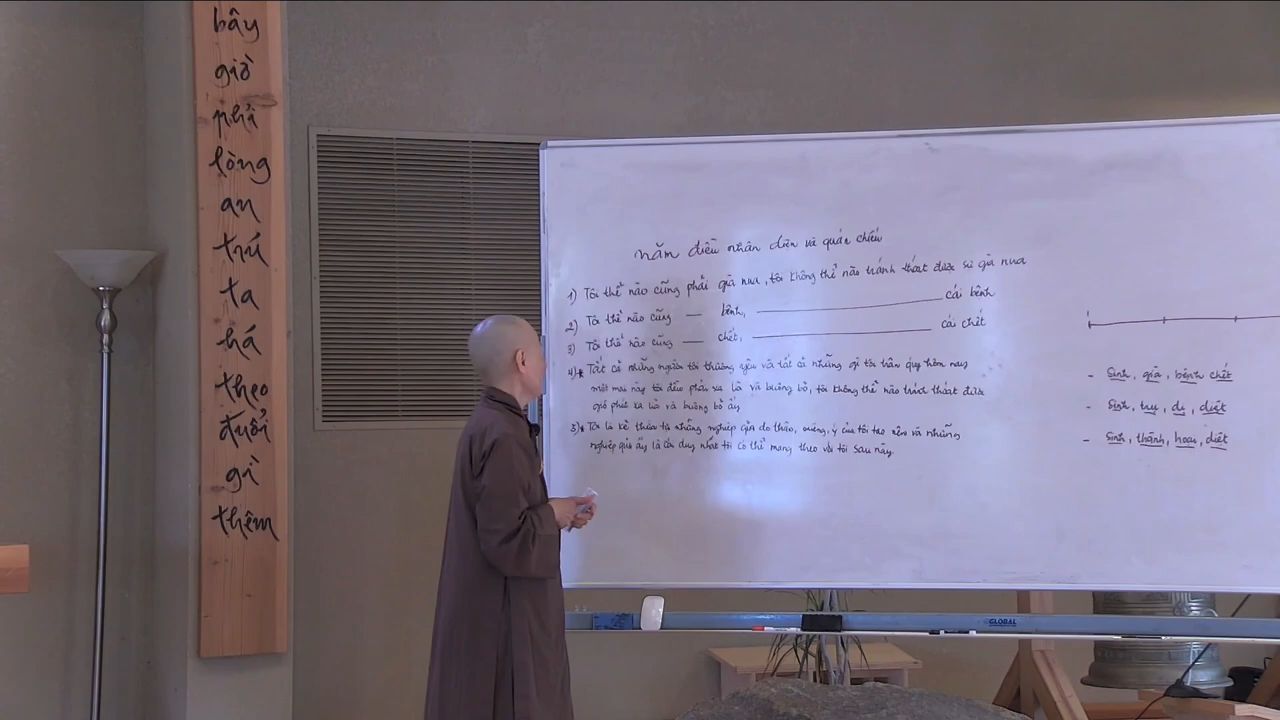 bây
giờ
phả
lòng
an
trú
ta
há
theo
đuổi
gì
thêm
năm điều nhân diện và quán chiếu
1) Tôi thế nào cũng phải già nua, tôi không thể nào tránh thoát được sự già nua
2) Tôi thế nào cũng — bệnh, — cái bệnh
3) Tôi thế nào cũng — chết, — cái chết
4)* Tất cả những người tôi thương yêu và tất cả những gì tôi trân quý hôm nay
một mai này tôi đều phải xa lìa và buông bỏ, tôi không thể nào tránh thoát được
giờ phút xa lìa và buông bỏ ấy
5)* Tôi là kẻ thừa tự những nghiệp quả do thân, miệng, ý của tôi tạo nên và những
nghiệp quả ấy là cái duy nhất tôi có thể mang theo với tôi sau này.
- Sinh, già, bệnh chết
- Sinh, trụ, dị, diệt
- Sinh, thành, hoại, diệt
GLOBAL